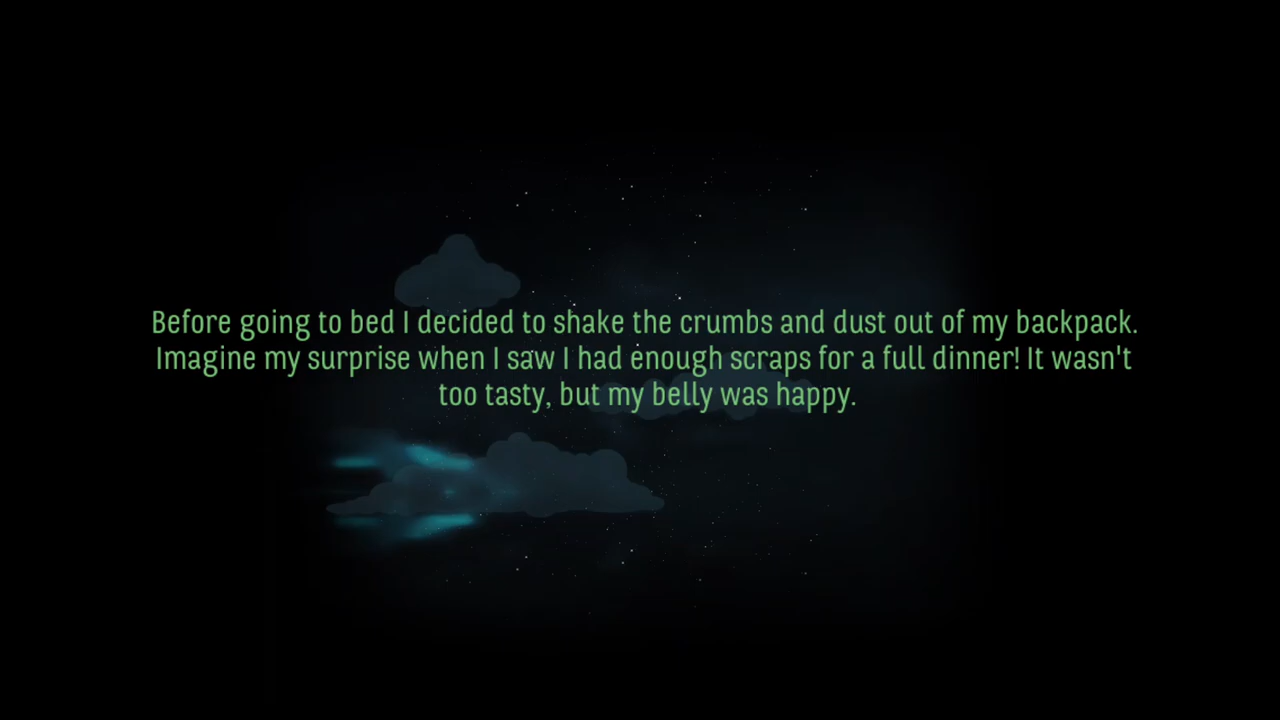 Before going to bed I decided to shake the crumbs and dust out of my backpack.
Imagine my surprise when I saw I had enough scraps for a full dinner! It wasn't
too tasty, but my belly was happy.